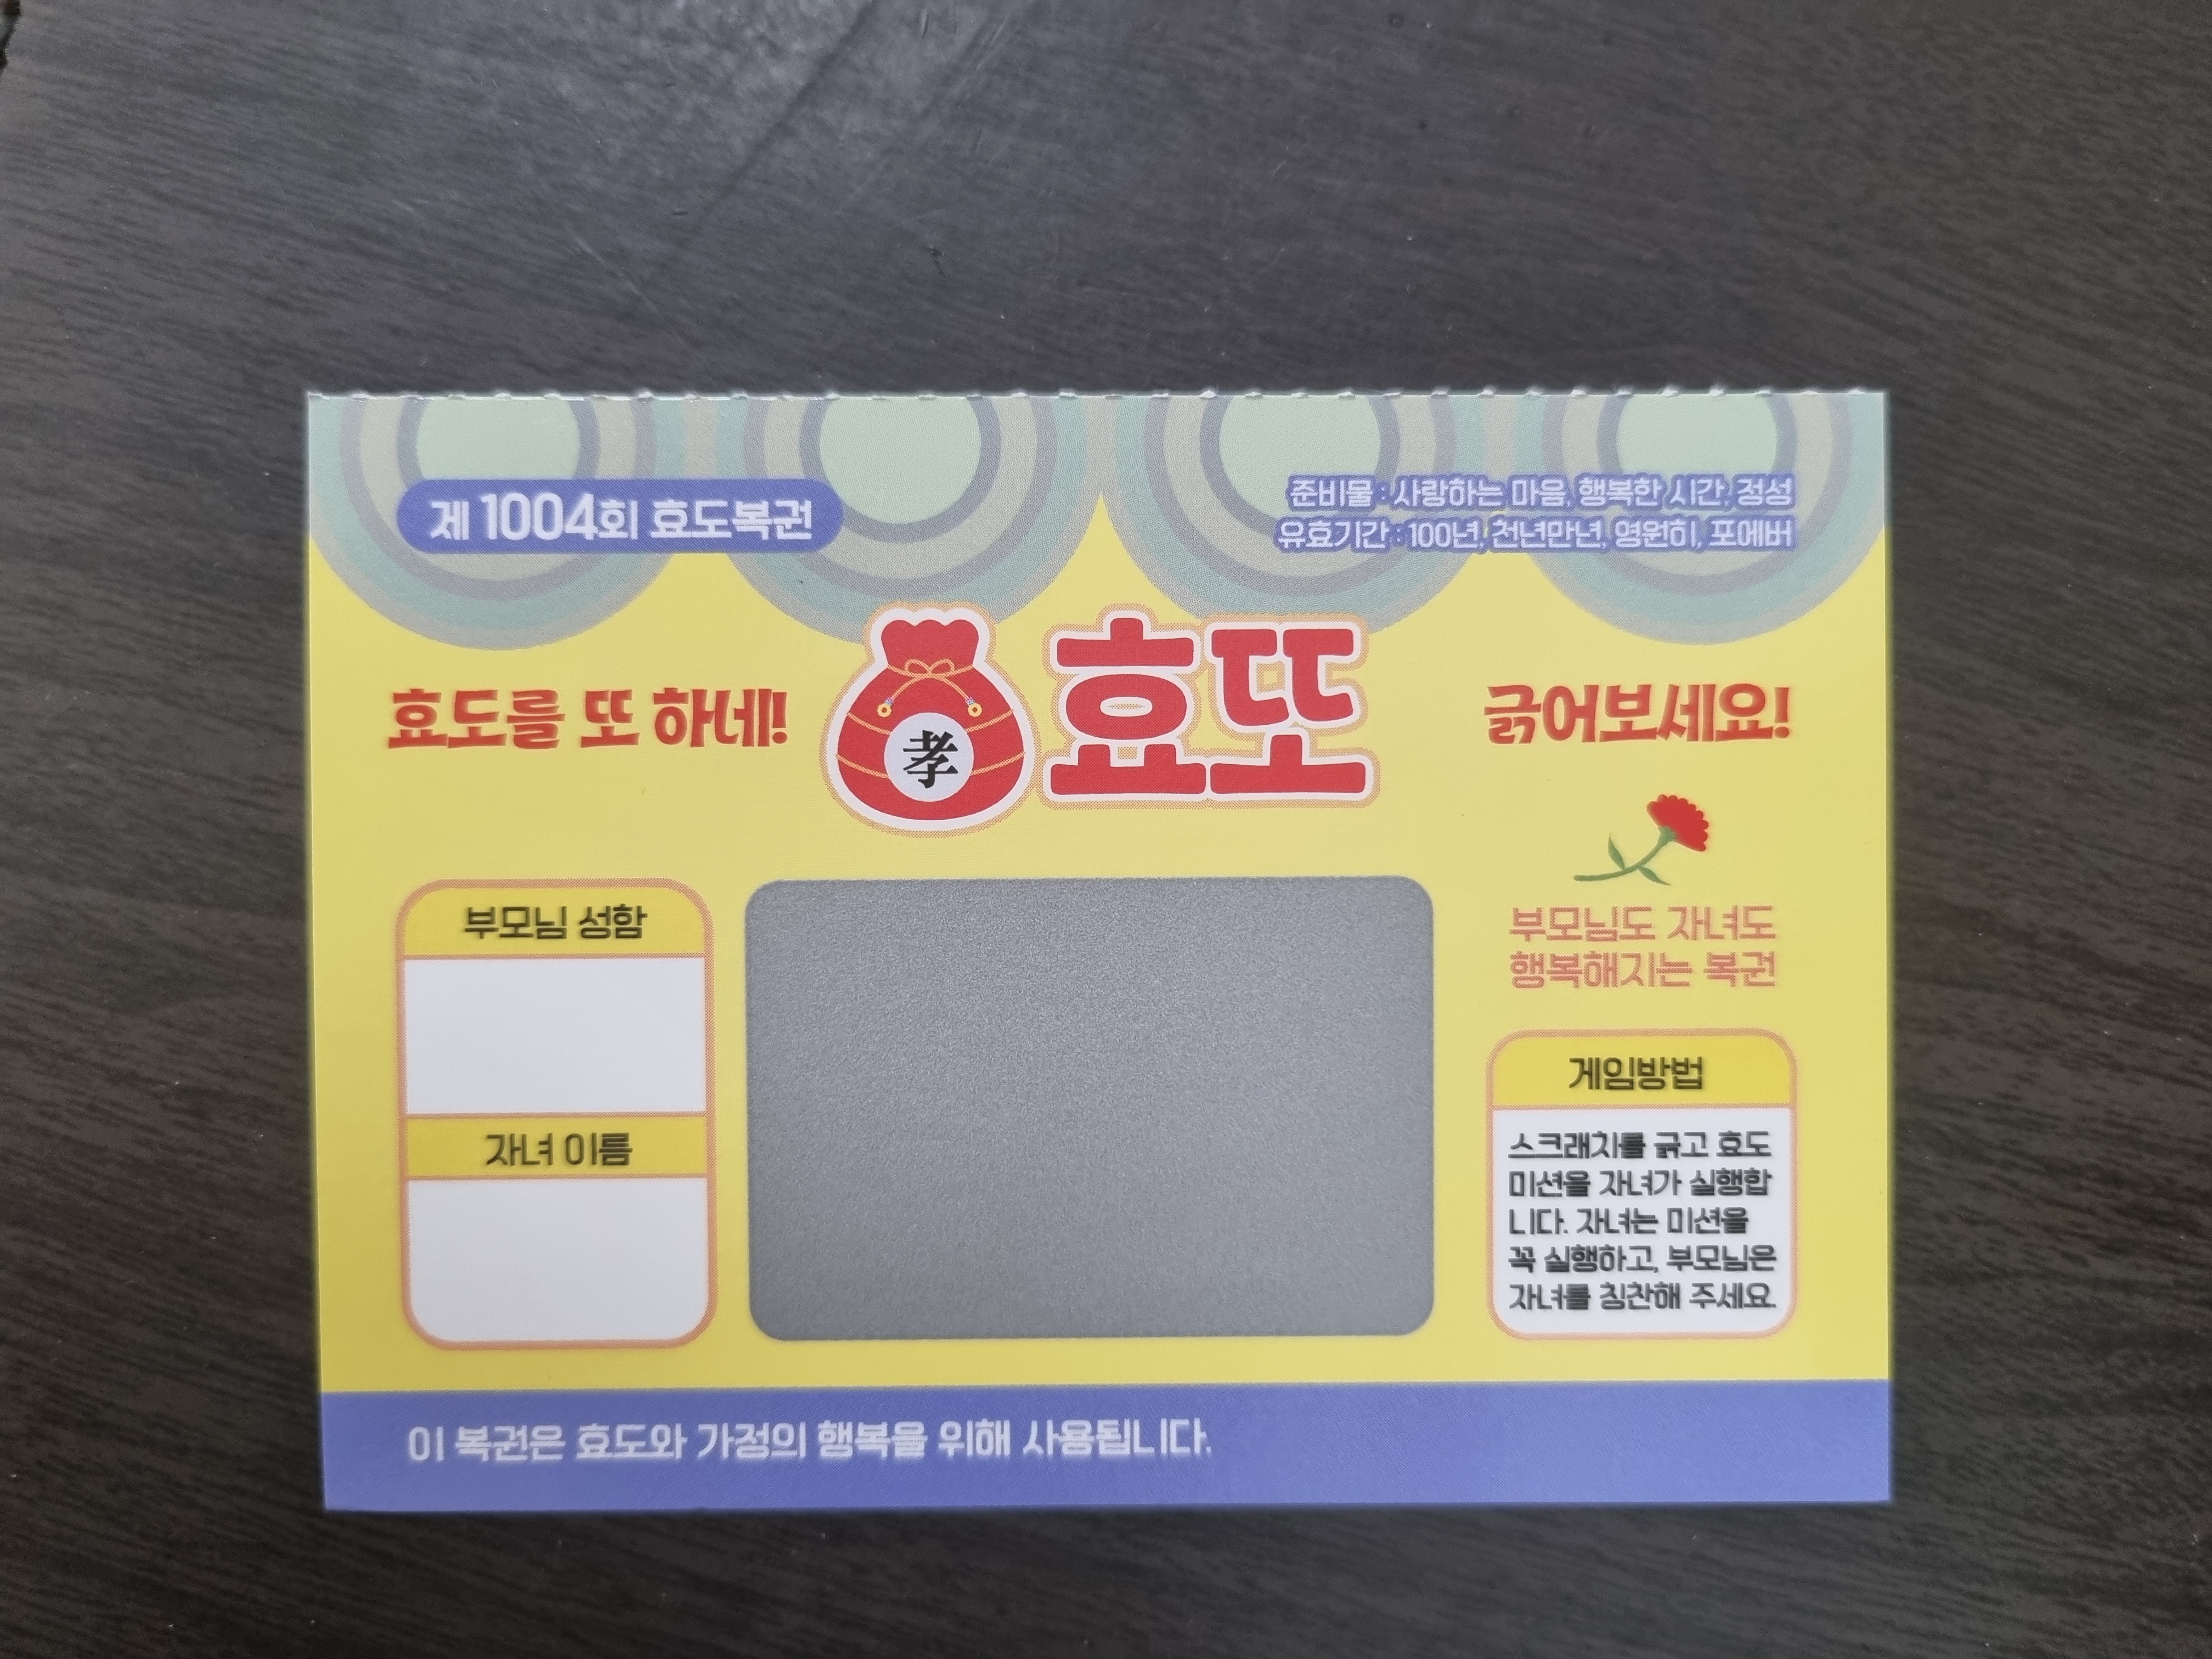 제 1004회 효도복권
준비물 : 사랑하는 마음, 행복한 시간, 정성
유효기간 : 100년, 천년만년, 영원히, 포에버
효도를 또 하네!
孝
효또
긁어보세요!
부모님 성함
자녀 이름
부모님도 자녀도
행복해지는 복권
게임방법
스크래치를 긁고 효도
미션을 자녀가 실행합
니다. 자녀는 미션을
꼭 실행하고, 부모님은
자녀를 칭찬해 주세요
이 복권은 효도와 가정의 행복을 위해 사용됩니다.